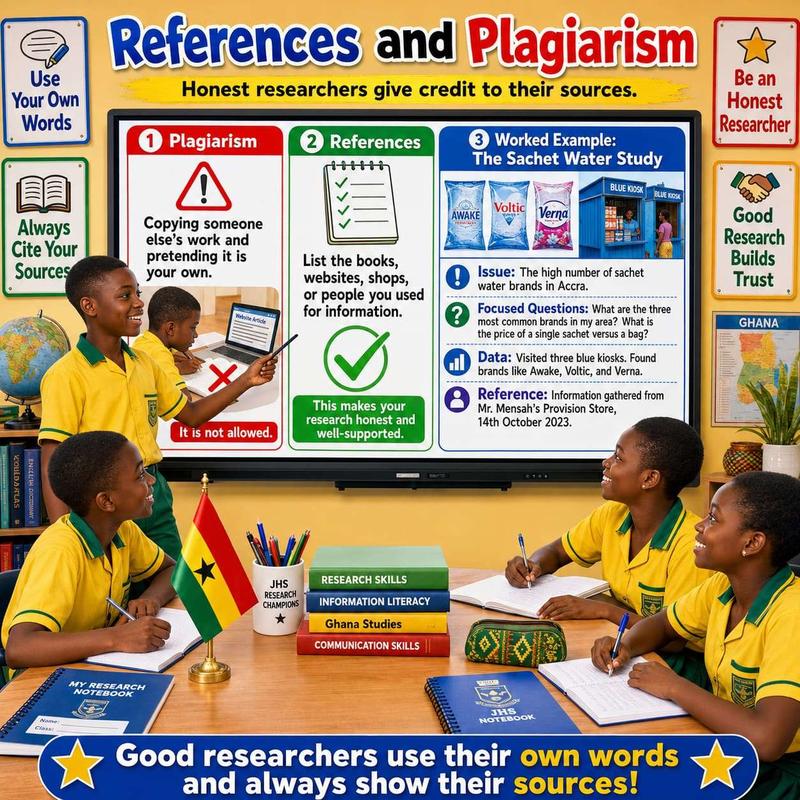 References and Plagiarism
Honest researchers give credit to their sources.
Use
Your Own
Words
Always
Cite Your
Sources
Be an
Honest
Researcher
Good
Research
Builds
Trust
1 Plagiarism
Copying someone
else's work and
pretending it is
your own.
Website Article
It is not allowed.
2 References
List the books,
websites, shops,
or people you used
for information.
This makes your
research honest and
well-supported.
3 Worked Example:
The Sachet Water Study
AWAKE
Voltic
Verna
BLUE KIOSK
BLUE KIOSK
Issue: The high number of sachet
water brands in Accra.
Focused Questions: What are the three
most common brands in my area? What is
the price of a single sachet versus a bag?
Data: Visited three blue kiosks. Found
brands like Awake, Voltic, and Verna.
Reference: Information gathered from
Mr. Mensah's Provision Store,
14th October 2023.
GHANA
ENGLISH DICTIONARY
JHS
RESEARCH
CHAMPIONS
RESEARCH SKILLS
INFORMATION LITERACY
Ghana Studies
COMMUNICATION SKILLS
MY RESEARCH
NOTEBOOK
Name:
Class:
JHS
NOTEBOOK
Good researchers use their own words
and always show their sources!